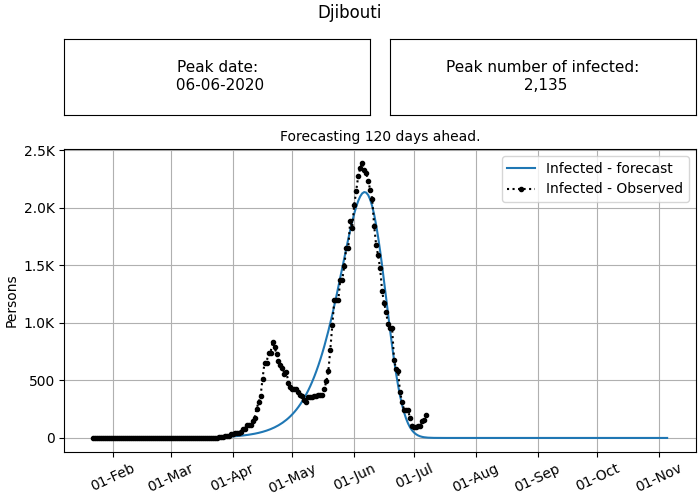 Djibouti
Peak date:
06-06-2020
Peak number of infected:
2,135
Forecasting 120 days ahead.
Infected - forecast
Infected - Observed
Persons
2.5K
2.0K
1.5K
1.0K
500
0
01-Feb
01-Mar
01-Apr
01-May
01-Jun
01-Jul
01-Aug
01-Sep
01-Oct
01-Nov